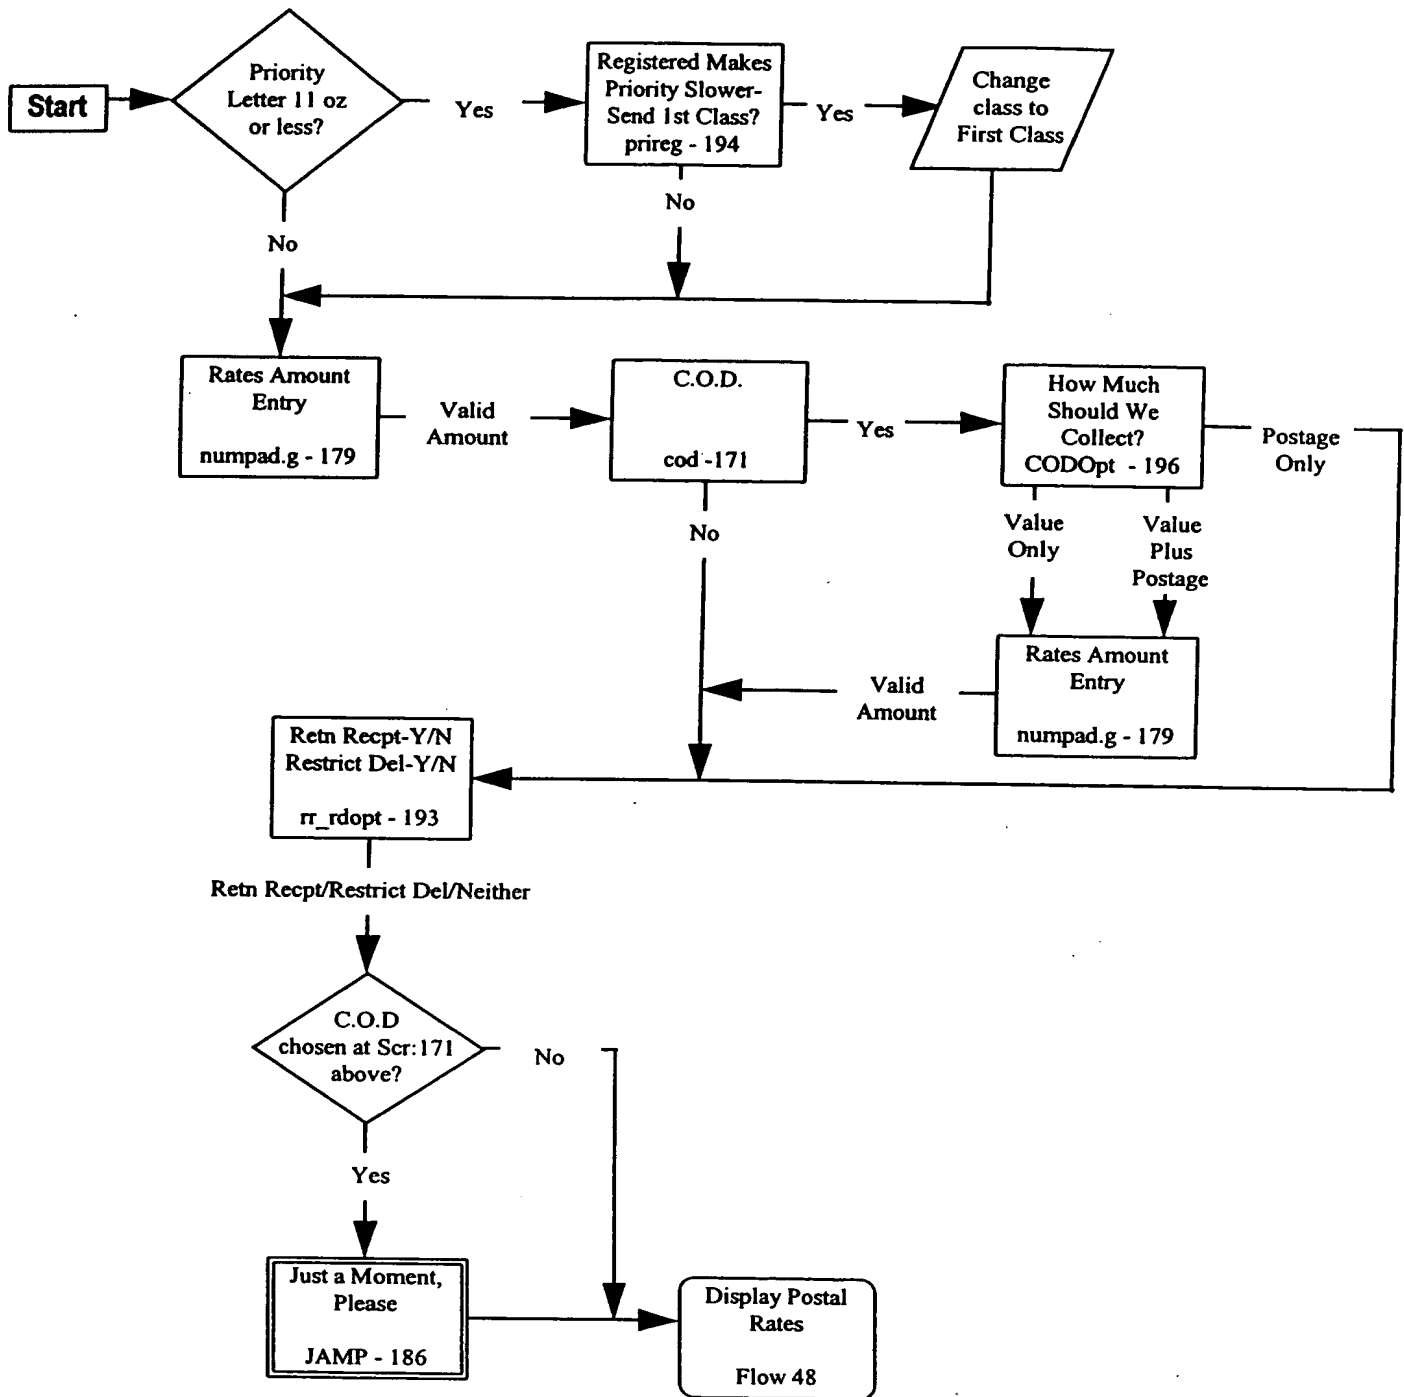 Start
Priority
Letter 11 oz
or less?
Yes
Registered Makes
Priority Slower-
Send 1st Class?
prireg - 194
Yes
Change
class to
First Class
No
No
Rates Amount
Entry
numpad.g - 179
Valid
Amount
C.O.D.
cod -171
Yes
How Much
Should We
Collect?
CODOpt - 196
Postage
Only
No
Value
Only
Value
Plus
Postage
Rates Amount
Entry
numpad.g - 179
Valid
Amount
Retn Recpt-Y/N
Restrict Del-Y/N
rr_rdopt - 193
Retn Recpt/Restrict Del/Neither
C.O.D
chosen at Scr:171
above?
No
Yes
Just a Moment,
Please
JAMP - 186
Display Postal
Rates
Flow 48